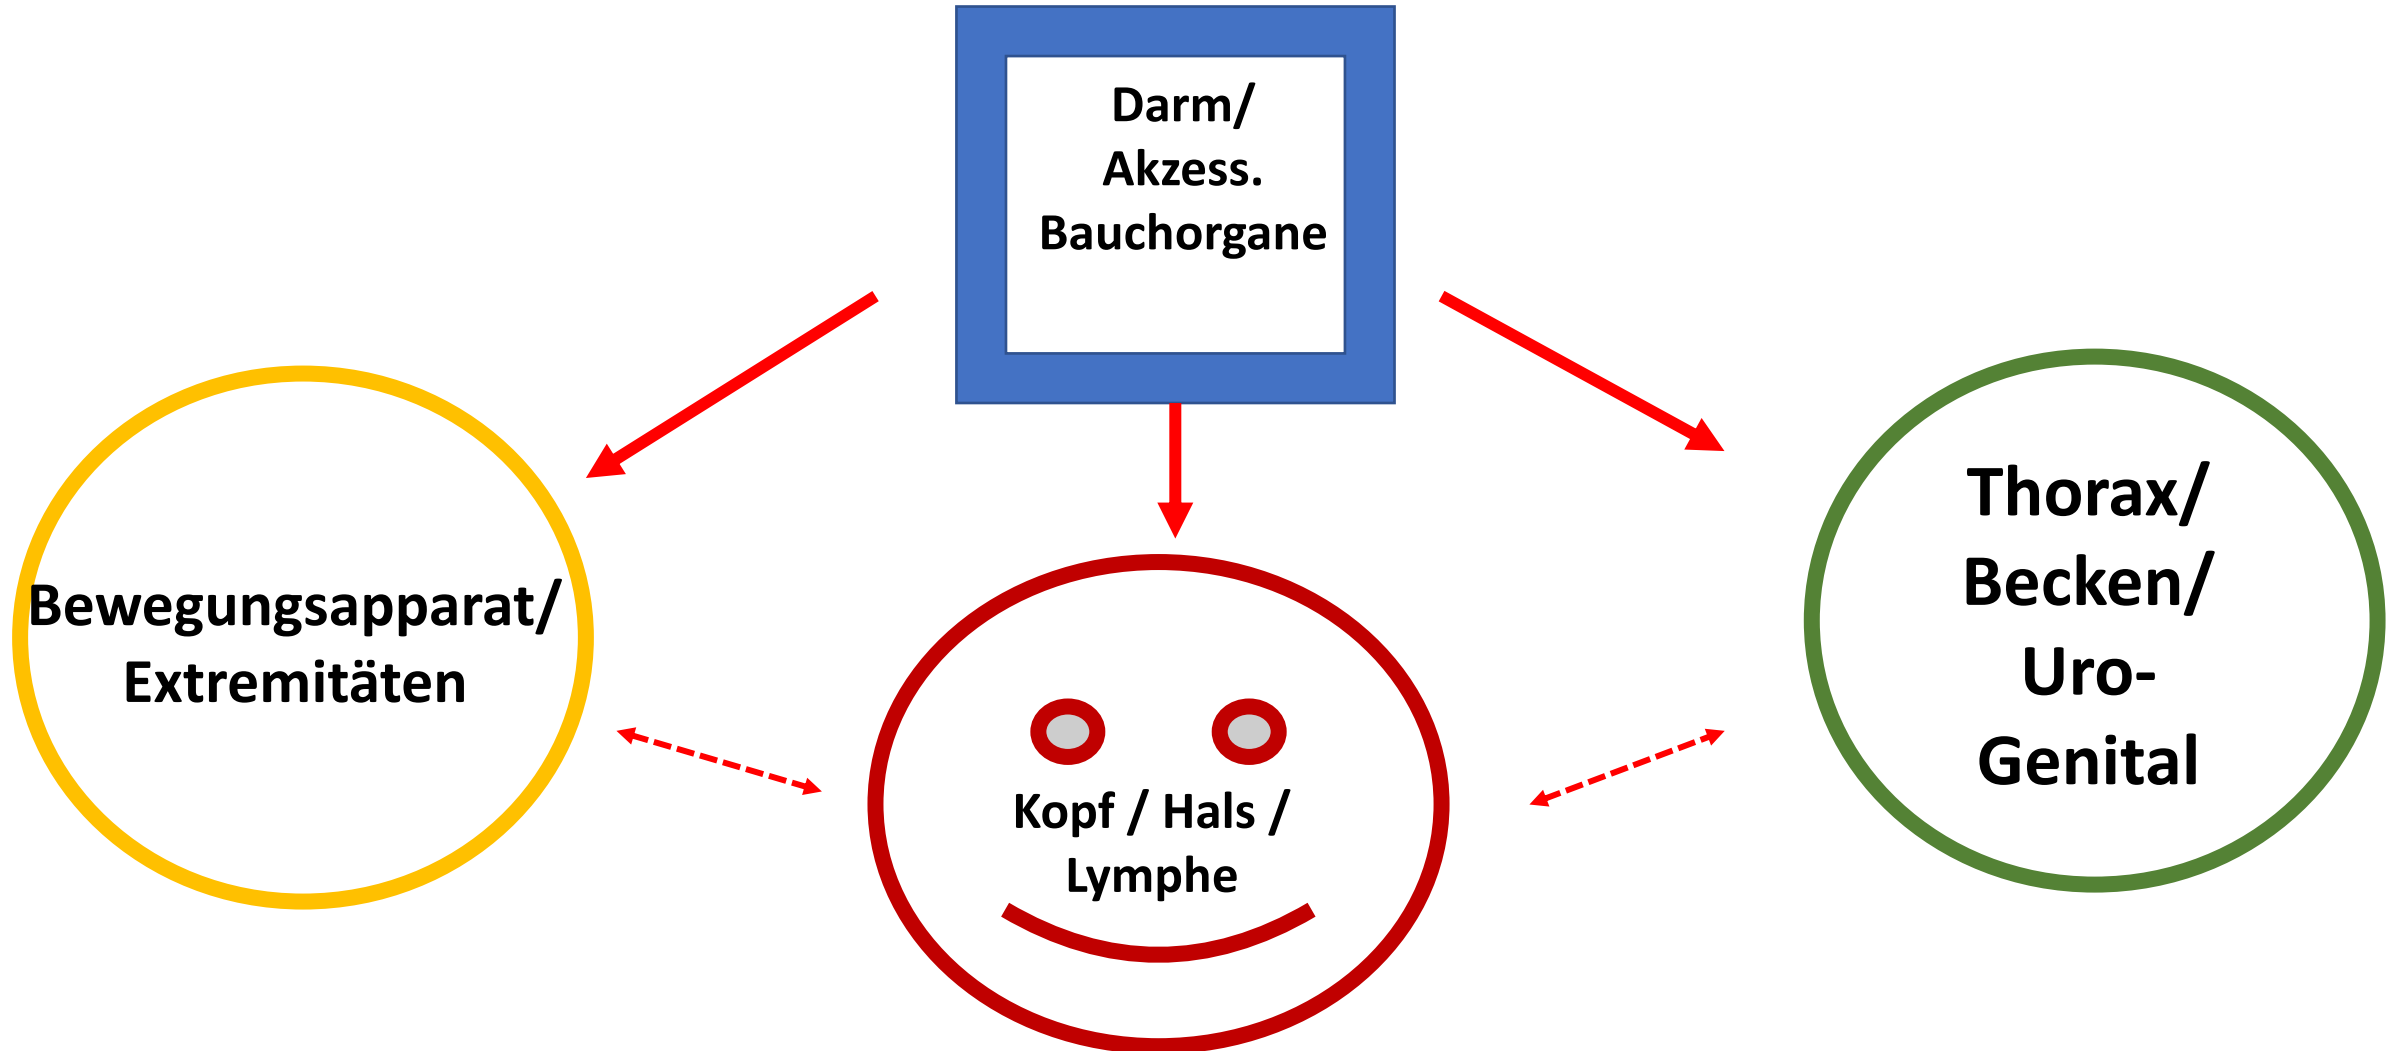 Darm/
Akzess.
Bauchorgane
Bewegungsapparat/
Extremitäten
Kopf / Hals /
Lymphe
Thorax/
Becken/
Uro-
Genital